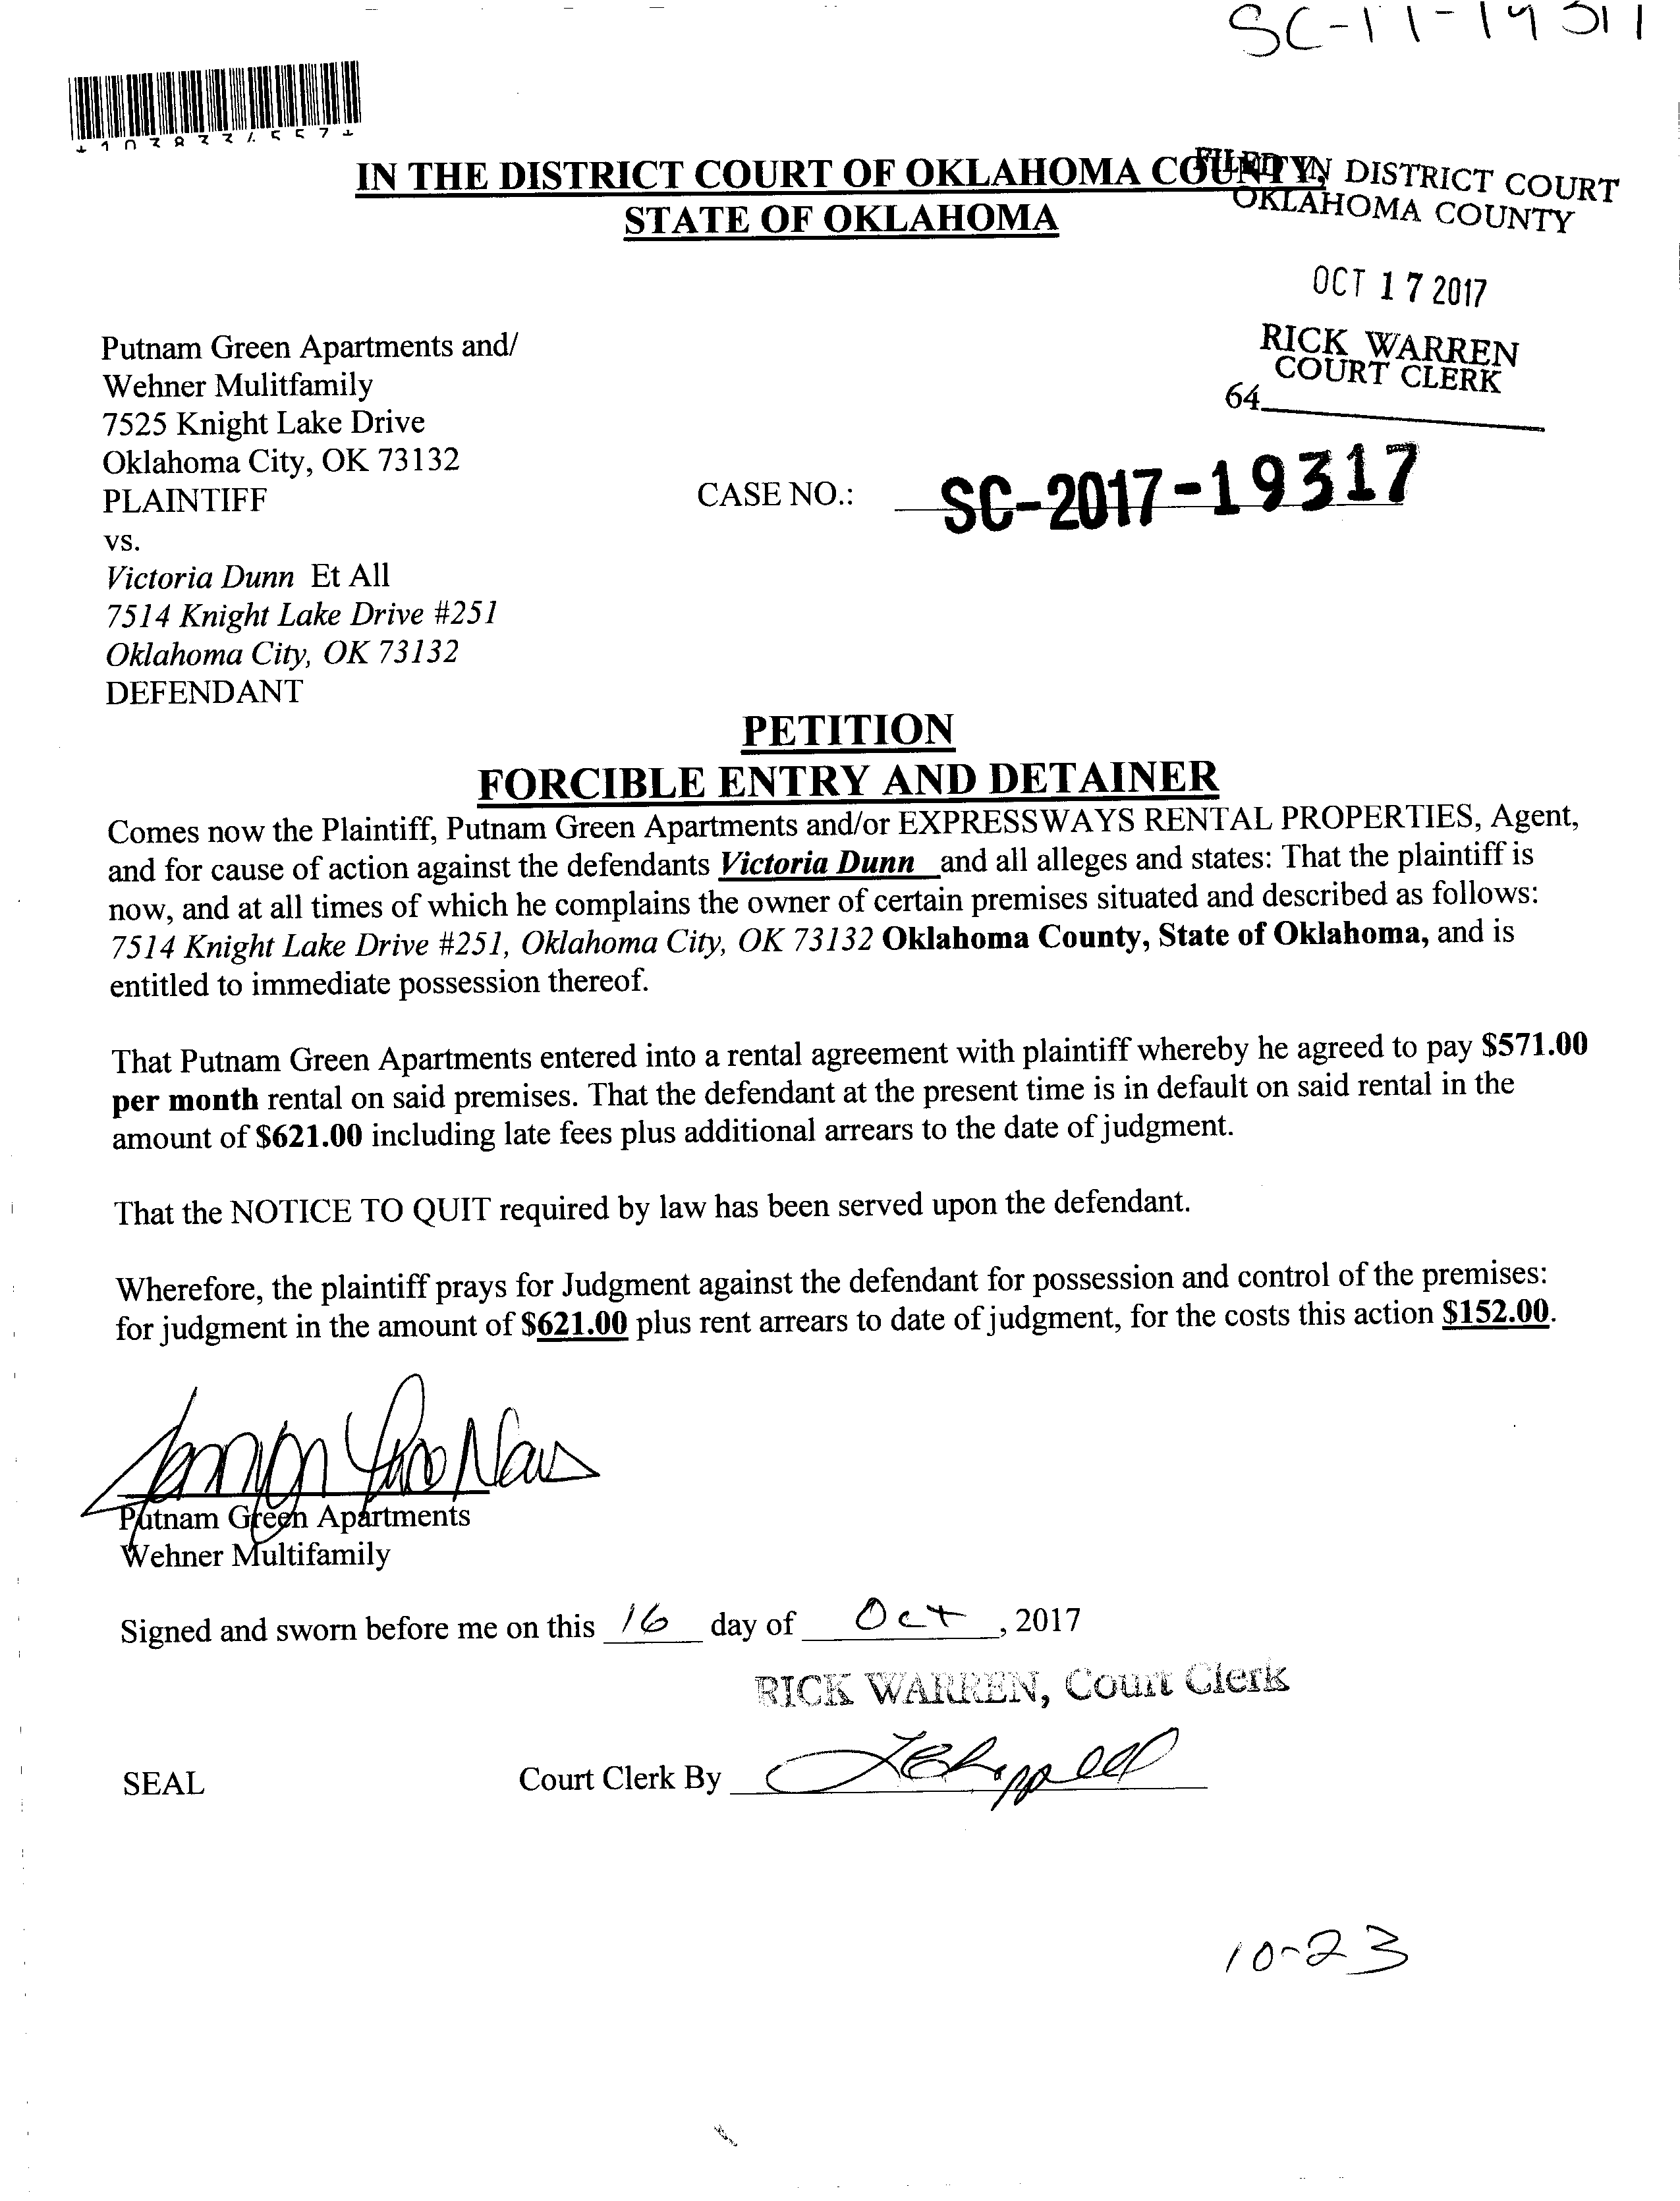 IN THE DISTRICT COURT OF OKLAHOMA COUNTY,
STATE OF OKLAHOMA
FILED IN DISTRICT COURT
OKLAHOMA COUNTY
OCT 17 2017
RICK WARREN
COURT CLERK
64
Putnam Green Apartments and/
Wehner Mulitfamily
7525 Knight Lake Drive
Oklahoma City, OK 73132
PLAINTIFF
CASE NO.: SC-2017-19317
vs.
Victoria Dunn Et All
7514 Knight Lake Drive #251
Oklahoma City, OK 73132
DEFENDANT
PETITION
FORCIBLE ENTRY AND DETAINER
Comes now the Plaintiff, Putnam Green Apartments and/or EXPRESSWAYS RENTAL PROPERTIES, Agent,
and for cause of action against the defendants Victoria Dunn and all alleges and states: That the plaintiff is
now, and at all times of which he complains the owner of certain premises situated and described as follows:
7514 Knight Lake Drive #251, Oklahoma City, OK 73132 Oklahoma County, State of Oklahoma, and is
entitled to immediate possession thereof.
That Putnam Green Apartments entered into a rental agreement with plaintiff whereby he agreed to pay $571.00
per month rental on said premises. That the defendant at the present time is in default on said rental in the
amount of $621.00 including late fees plus additional arrears to the date of judgment.
That the NOTICE TO QUIT required by law has been served upon the defendant.
Wherefore, the plaintiff prays for Judgment against the defendant for possession and control of the premises:
for judgment in the amount of $621.00 plus rent arrears to date of judgment, for the costs this action $152.00.
Putnam Green Apartments
Wehner Multifamily
Signed and sworn before me on this 16 day of Oct, 2017
RICK WARREN, Court Clerk
SEAL Court Clerk By
10-23